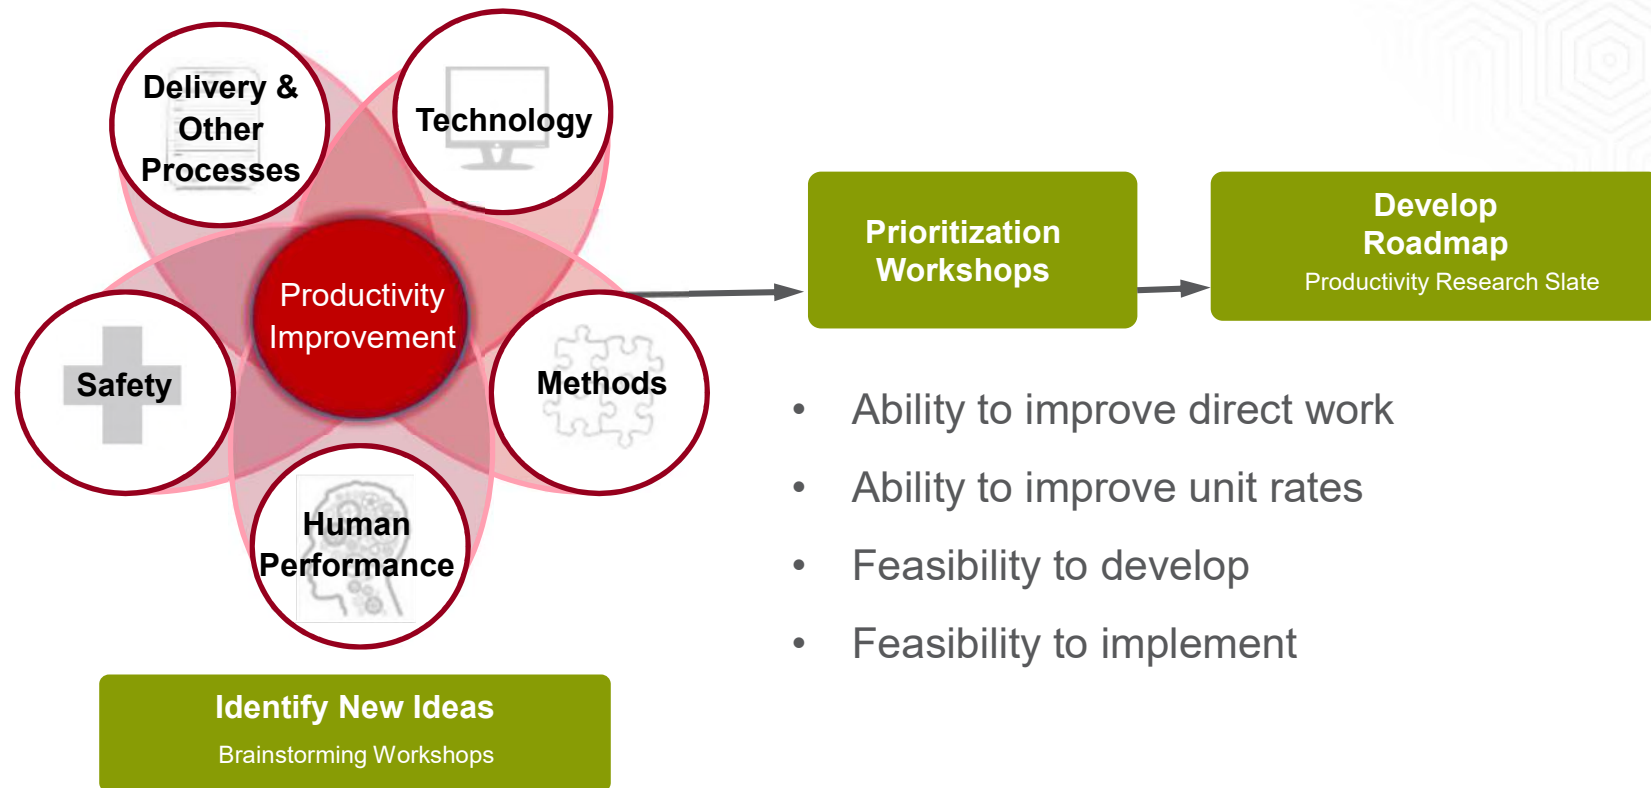 Delivery &
Other
Processes
Technology
Productivity
Improvement
Safety
Methods
Human
Performance
Identify New Ideas
Brainstorming Workshops
Prioritization
Workshops
Develop
Roadmap
Productivity Research Slate
• Ability to improve direct work
• Ability to improve unit rates
• Feasibility to develop
• Feasibility to implement